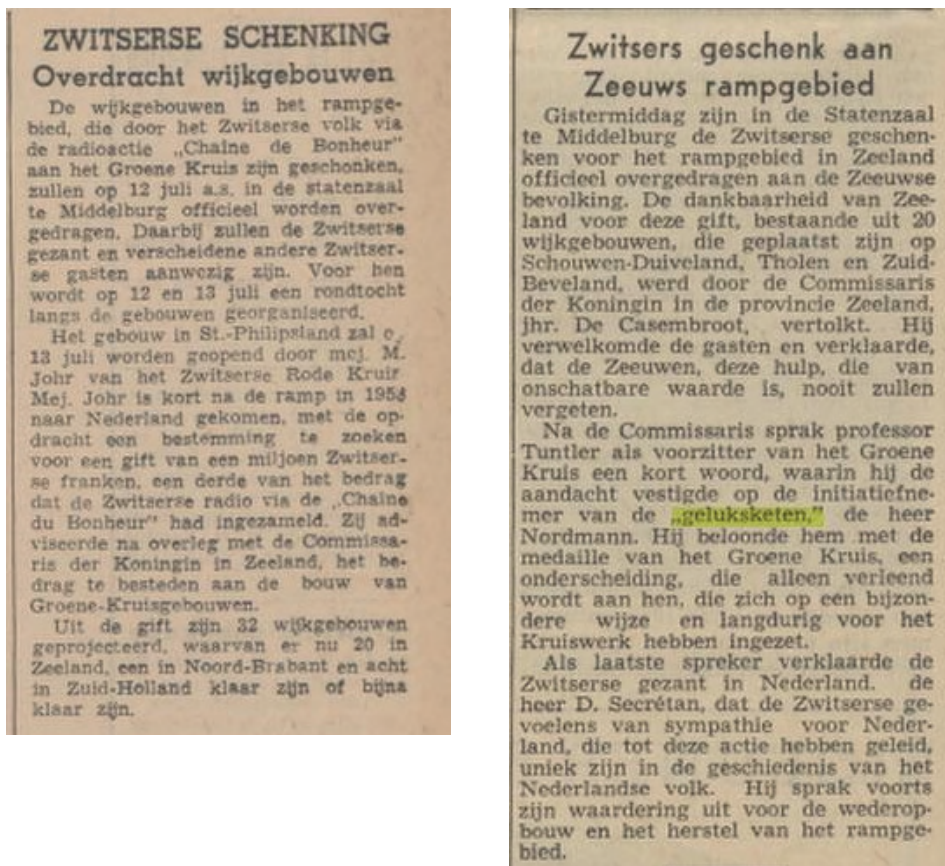 ZWITSERSE SCHENKING
Overdracht wijkgebouwen
De wijkgebouwen in het rampge-
bied, die door het Zwitserse volk via
de radioactie „Chaîne de Bonheur”
aan het Groene Kruis zijn geschonken,
zullen op 12 juli a.s. in de statenzaal
te Middelburg officieel worden over-
gedragen. Daarbij zullen de Zwitserse
gezant en verscheidene andere Zwitser-
se gasten aanwezig zijn. Voor hen
wordt op 12 en 13 juli een rondtocht
langs de gebouwen georganiseerd.
Het gebouw in St.-Philipsland zal o
13 juli worden geopend door mej. M.
Johr van het Zwitserse Rode Kruis
Mej. Johr is kort na de ramp in 1953
naar Nederland gekomen, met de op-
dracht een bestemming te zoeken
voor een gift van een miljoen Zwitser-
se franken, een derde van het bedrag
dat de Zwitserse radio via de „Chaîne
du Bonheur” had ingezameld. Zij ad-
viseerde na overleg met de Commissa-
ris der Koningin in Zeeland, het be-
drag te besteden aan de bouw van
Groene-Kruisgebouwen.
Uit de gift zijn 32 wijkgebouwen
geprojecteerd, waarvan er nu 20 in
Zeeland, een in Noord-Brabant en acht
in Zuid-Holland klaar zijn of bijna
klaar zijn.
Zwitsers geschenk aan
Zeeuws rampgebied
Gistermiddag zijn in de Statenzaal
te Middelburg de Zwitserse geschen-
ken voor het rampgebied in Zeeland
officieel overgedragen aan de Zeeuwse
bevolking. De dankbaarheid van Zee-
land voor deze gift, bestaande uit 20
wijkgebouwen, die geplaatst zijn op
Schouwen-Duiveland, Tholen en Zuid-
Beveland, werd door de Commissaris
der Koningin in de provincie Zeeland,
jhr. De Casembroot, vertolkt. Hij
verwelkomde de gasten en verklaarde,
dat de Zeeuwen, deze hulp, die van
onschatbare waarde is, nooit zullen
vergeten.
Na de Commissaris sprak professor
Tuntler als voorzitter van het Groene
Kruis een kort woord, waarin hij de
aandacht vestigde op de initiatiefne-
mer van de „geluksketen,” de heer
Nordmann. Hij beloonde hem met de
medaille van het Groene Kruis, een
onderscheiding, die alleen verleend
wordt aan hen, die zich op een bijzon-
dere wijze en langdurig voor het
Kruiswerk hebben ingezet.
Als laatste spreker verklaarde de
Zwitserse gezant in Nederland. de
heer D. Secrétan, dat de Zwitserse ge-
voelens van sympathie voor Neder-
land, die tot deze actie hebben geleid,
uniek zijn in de geschiedenis van het
Nederlandse volk. Hij sprak voorts
zijn waardering uit voor de wederop-
bouw en het herstel van het rampge-
bied.